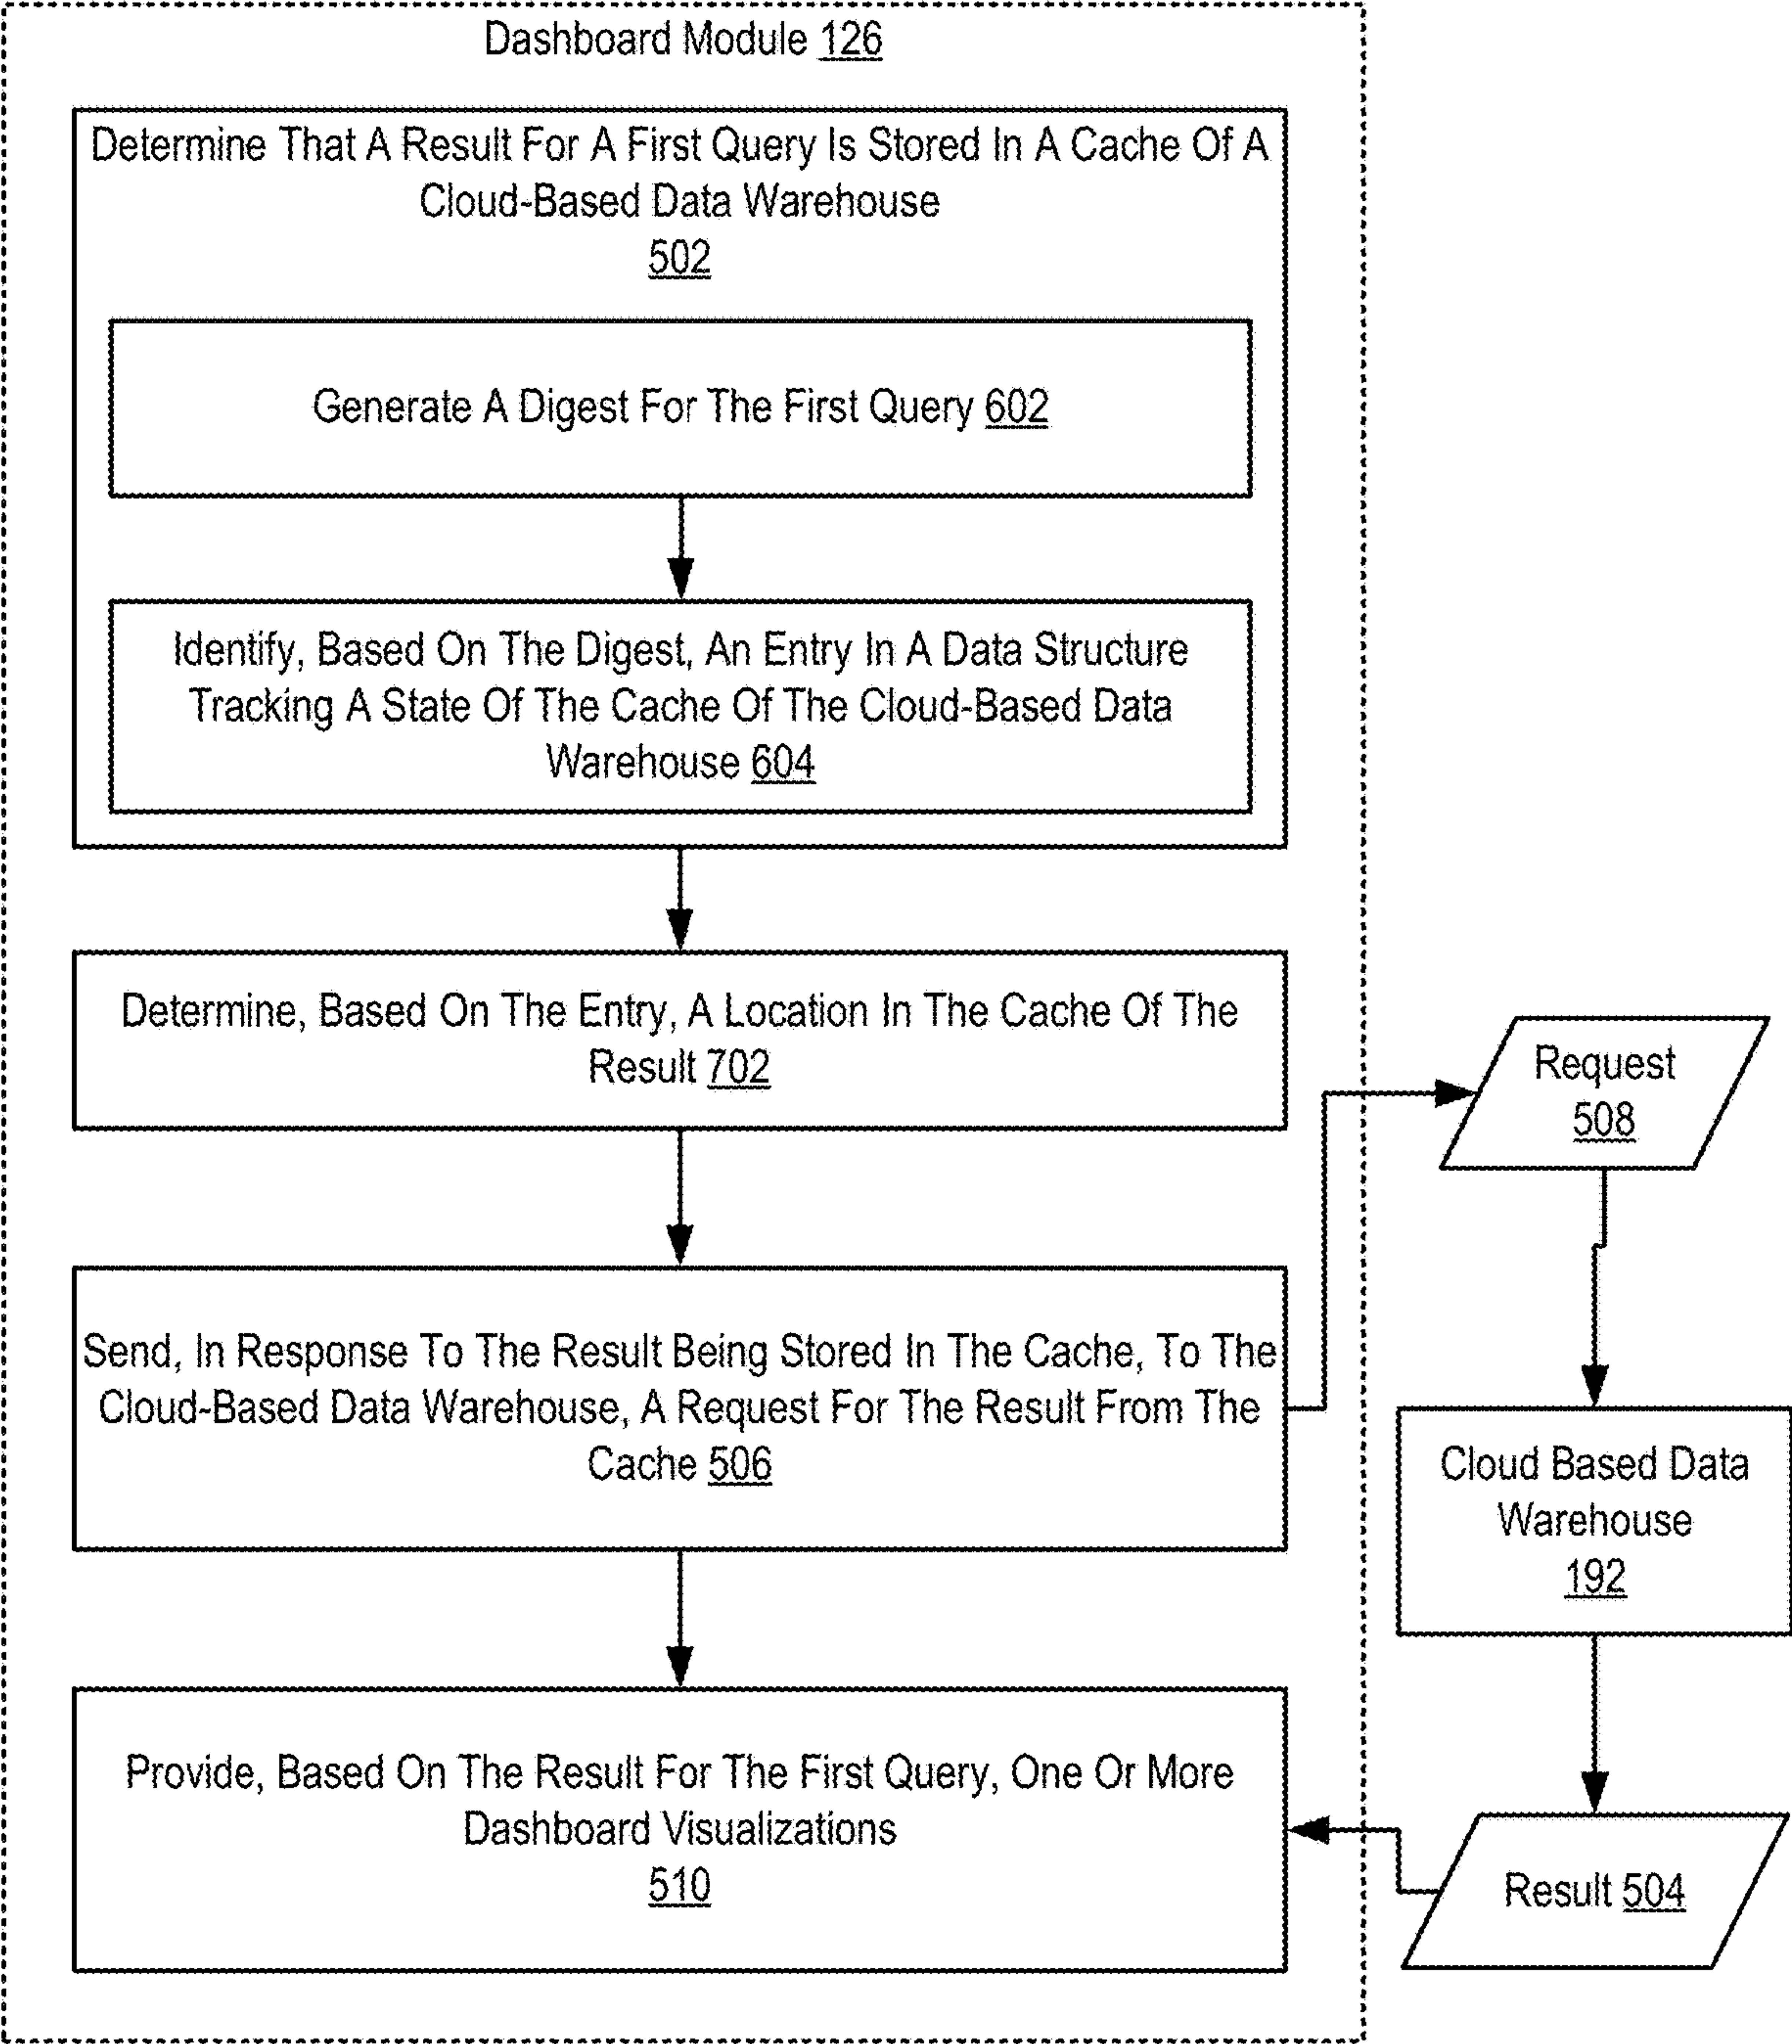 Dashboard Module 126
Determine That A Result For A First Query Is Stored In A Cache Of A
Cloud-Based Data Warehouse
502
Generate A Digest For The First Query 602
Identify, Based On The Digest, An Entry In A Data Structure
Tracking A State Of The Cache Of The Cloud-Based Data
Warehouse 604
Determine, Based On The Entry, A Location In The Cache Of The
Result 702
Request
508
Send, In Response To The Result Being Stored In The Cache, To The
Cloud-Based Data Warehouse, A Request For The Result From The
Cache 506
Cloud Based Data
Warehouse
192
Provide, Based On The Result For The First Query, One Or More
Dashboard Visualizations
510
Result 504